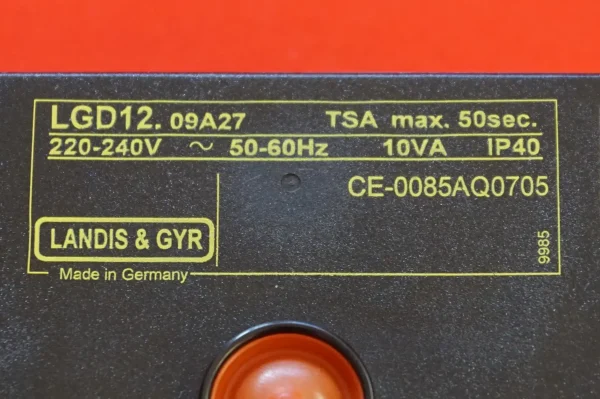 LGD12. 09A27 TSA max. 50sec.
220-240V ~ 50-60Hz 10VA IP40
CE-0085AQ0705
LANDIS & GYR
9985
Made in Germany